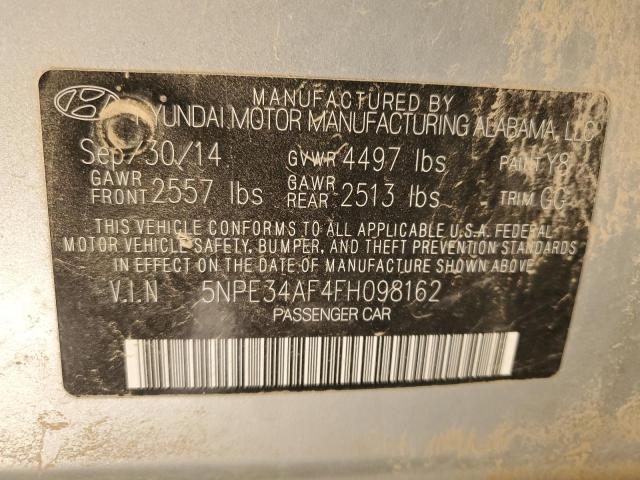 MANUFACTURED BY
HYUNDAI MOTOR MANUFACTURING ALABAMA, LLC
Sep/30/14 GVWR 4497 lbs PAINT Y8
GAWR FRONT 2557 lbs GAWR REAR 2513 lbs TRIM GG
THIS VEHICLE CONFORMS TO ALL APPLICABLE U.S.A. FEDERAL
MOTOR VEHICLE SAFETY, BUMPER, AND THEFT PREVENTION STANDARDS
IN EFFECT ON THE DATE OF MANUFACTURE SHOWN ABOVE
V.I.N 5NPE34AF4FH098162
PASSENGER CAR